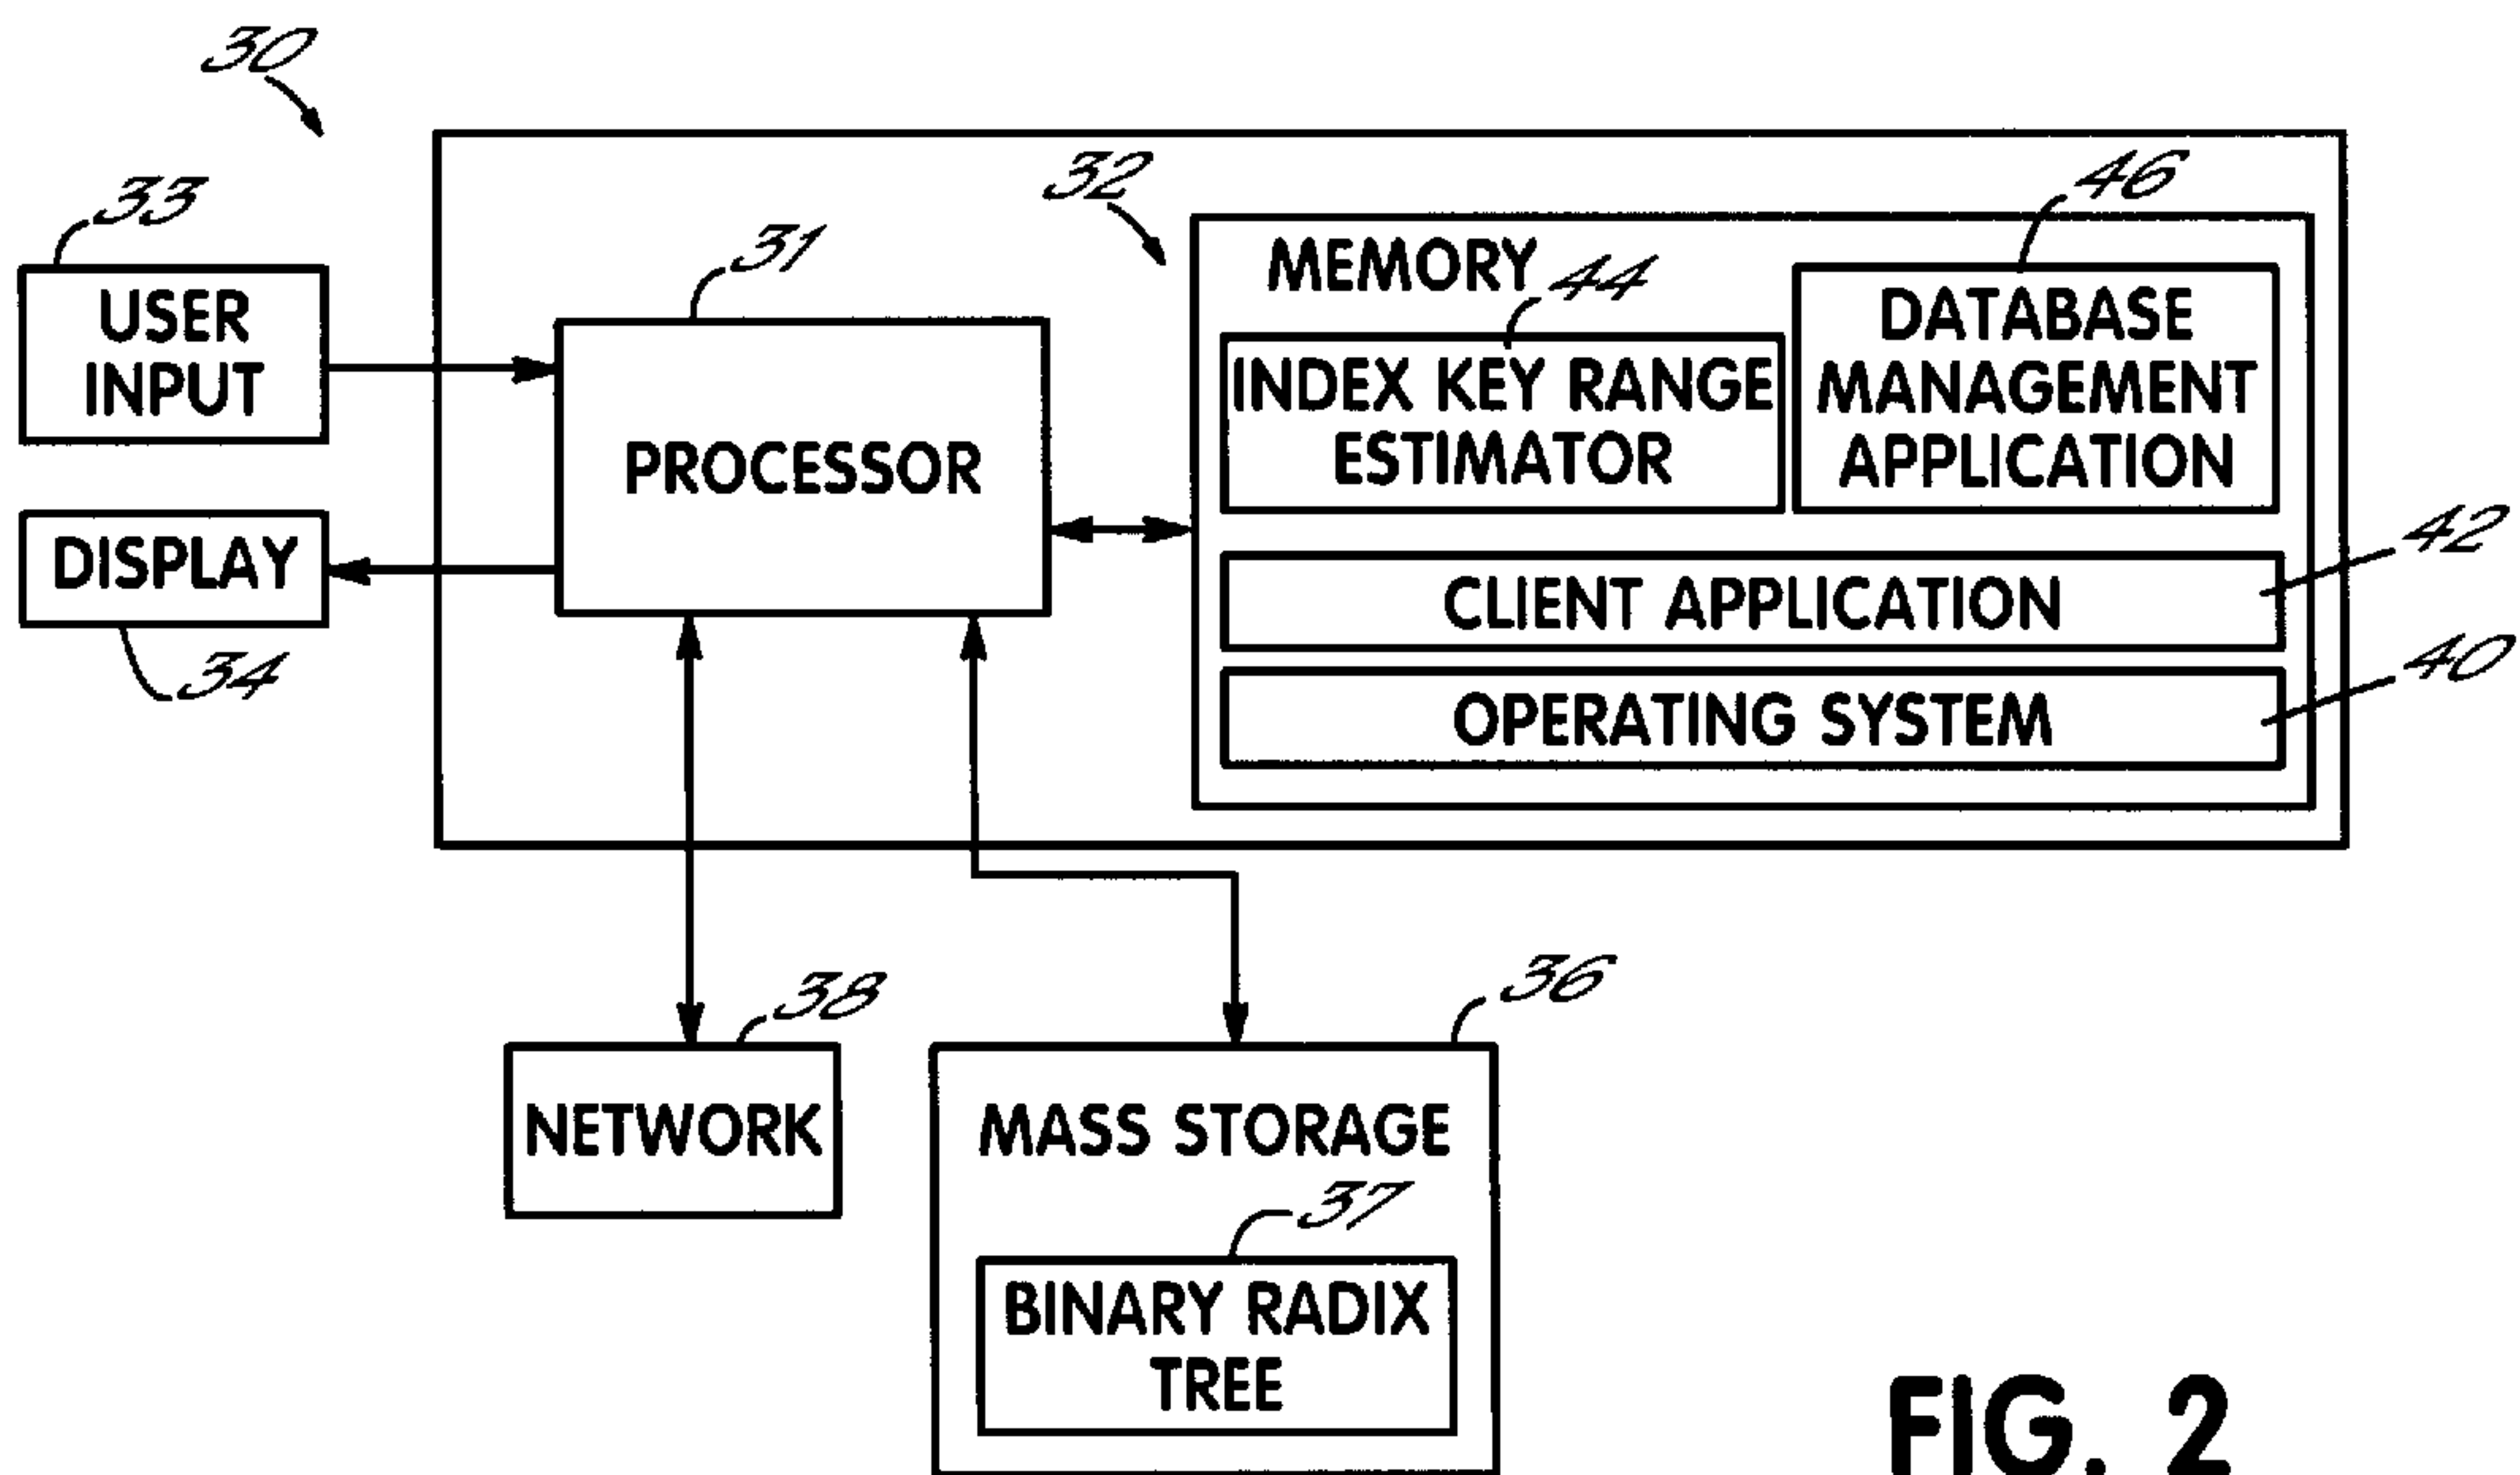 30
33
USER
INPUT
DISPLAY
34
31
PROCESSOR
32
MEMORY
44
INDEX KEY RANGE
ESTIMATOR
46
DATABASE
MANAGEMENT
APPLICATION
CLIENT APPLICATION
42
OPERATING SYSTEM
40
38
NETWORK
36
MASS STORAGE
37
BINARY RADIX
TREE
FIG. 2